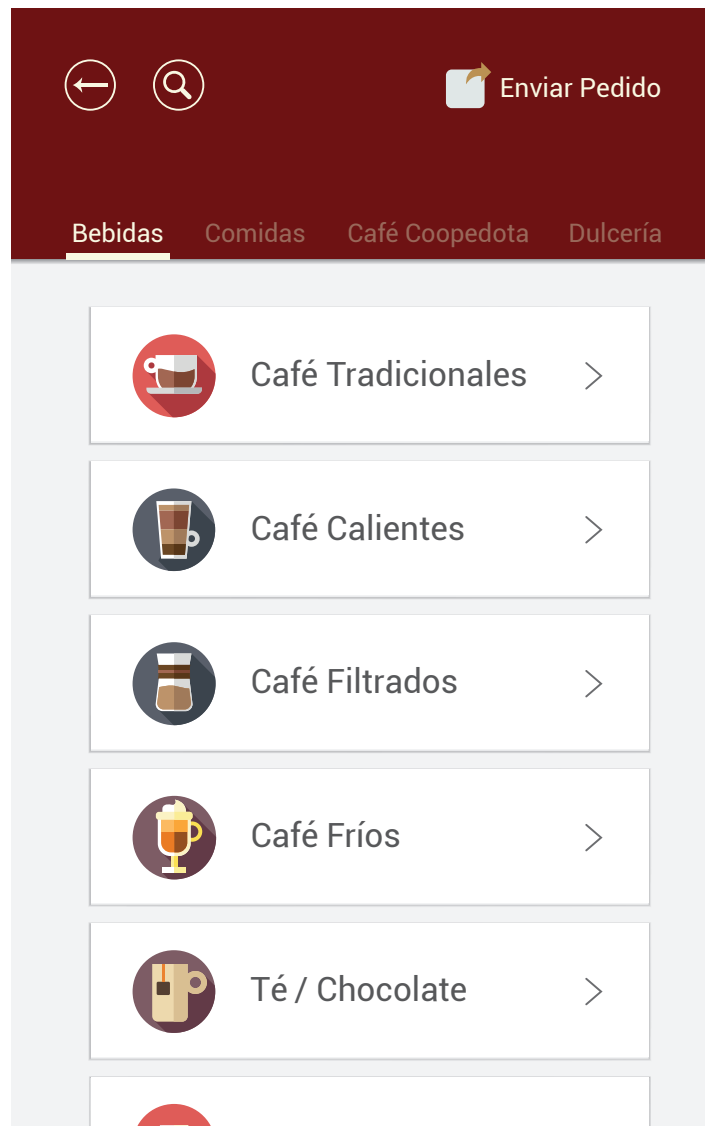 Enviar Pedido
Bebidas Comidas Café Coopedota Dulcería
Café Tradicionales
Café Calientes
Café Filtrados
Café Fríos
Té / Chocolate